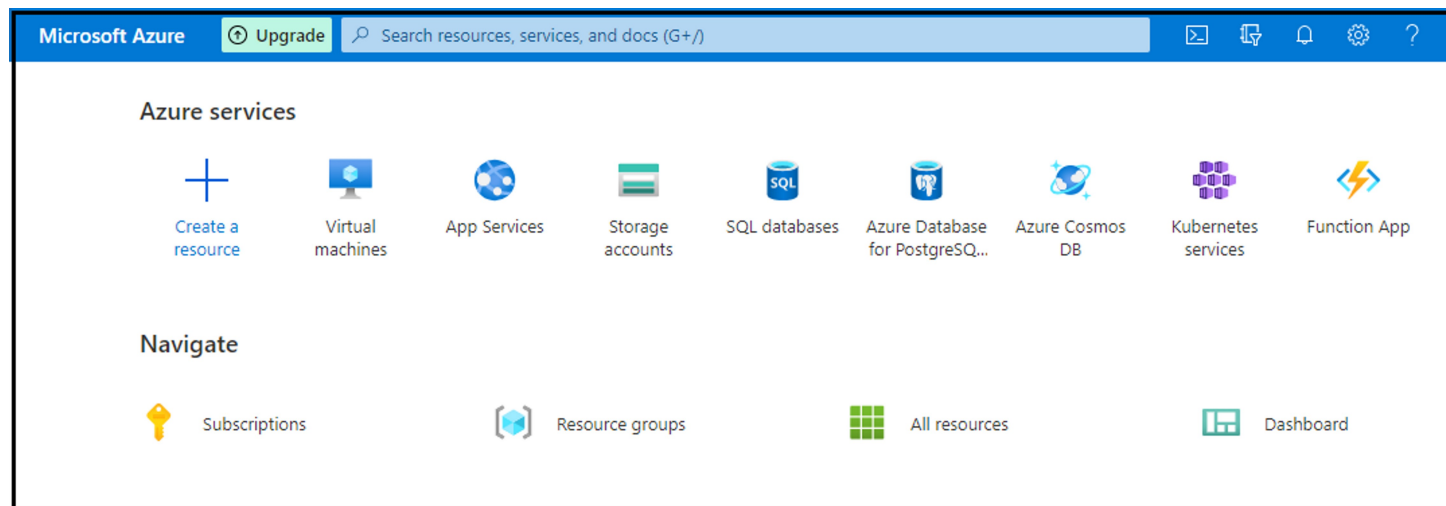 Microsoft Azure Upgrade Search resources, services, and docs (G+/)
Azure services
Create a resource
Virtual machines
App Services
Storage accounts
SQL
SQL databases
Azure Database for PostgreSQ...
Azure Cosmos DB
Kubernetes services
Function App
Navigate
Subscriptions Resource groups All resources Dashboard